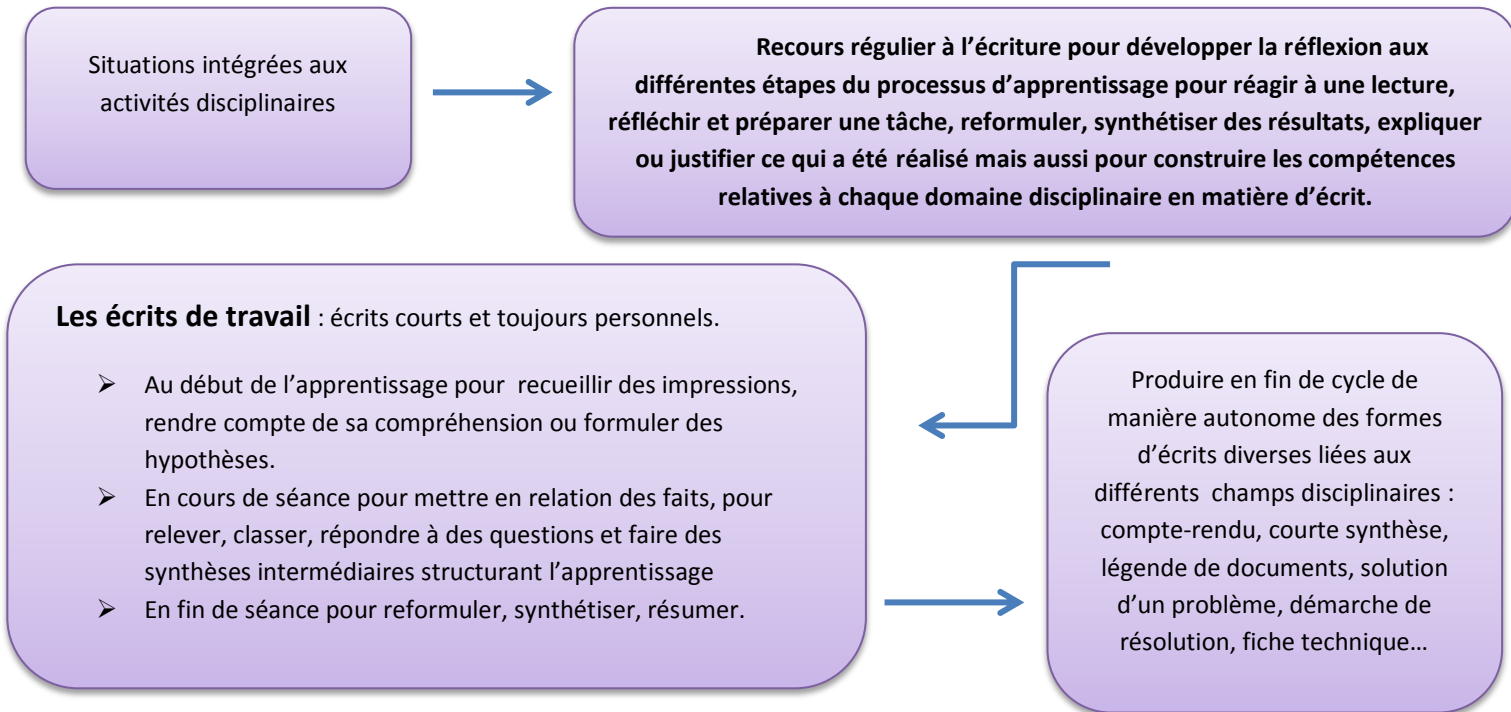 Situations intégrées aux
activités disciplinaires
Recours régulier à l’écriture pour développer la réflexion aux
différentes étapes du processus d’apprentissage pour réagir à une lecture,
réfléchir et préparer une tâche, reformuler, synthétiser des résultats, expliquer
ou justifier ce qui a été réalisé mais aussi pour construire les compétences
relatives à chaque domaine disciplinaire en matière d’écrit.
Les écrits de travail : écrits courts et toujours personnels.
➢ Au début de l’apprentissage pour recueillir des impressions,
rendre compte de sa compréhension ou formuler des
hypothèses.
➢ En cours de séance pour mettre en relation des faits, pour
relever, classer, répondre à des questions et faire des
synthèses intermédiaires structurant l’apprentissage
➢ En fin de séance pour reformuler, synthétiser, résumer.
Produire en fin de cycle de
manière autonome des formes
d’écrits diverses liées aux
différents champs disciplinaires :
compte-rendu, courte synthèse,
légende de documents, solution
d’un problème, démarche de
résolution, fiche technique…